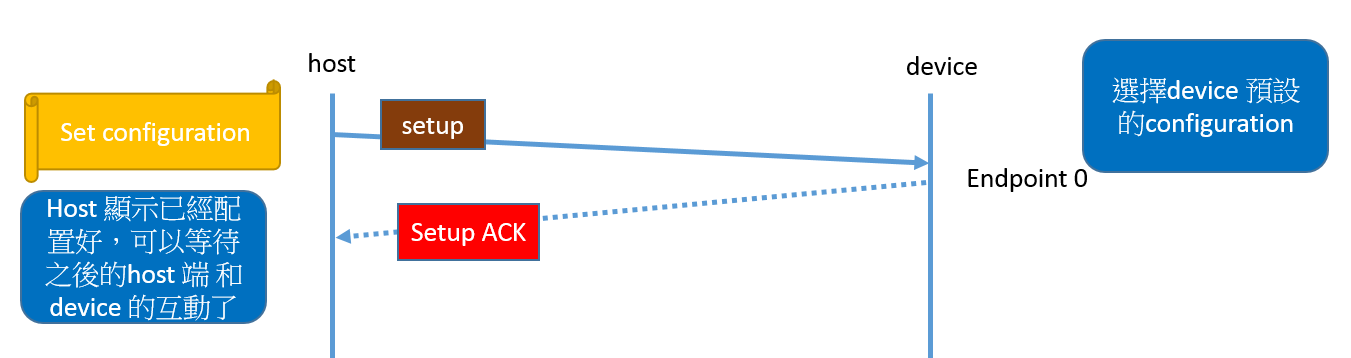 host
device
Set configuration
setup
選擇device 預設
的configuration
Endpoint 0
Host 顯示已經配
置好，可以等待
之後的host 端 和
device 的互動了
Setup ACK